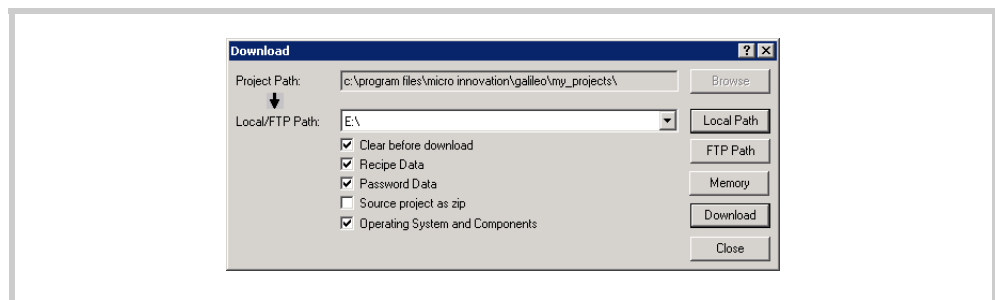 Download
Project Path: c:\program files\micro innovation\galileo\my_projects\ Browse
Local/FTP Path: E:\ Local Path
Clear before download
FTP Path
Recipe Data
Password Data
Memory
Source project as zip
Download
Operating System and Components
Close